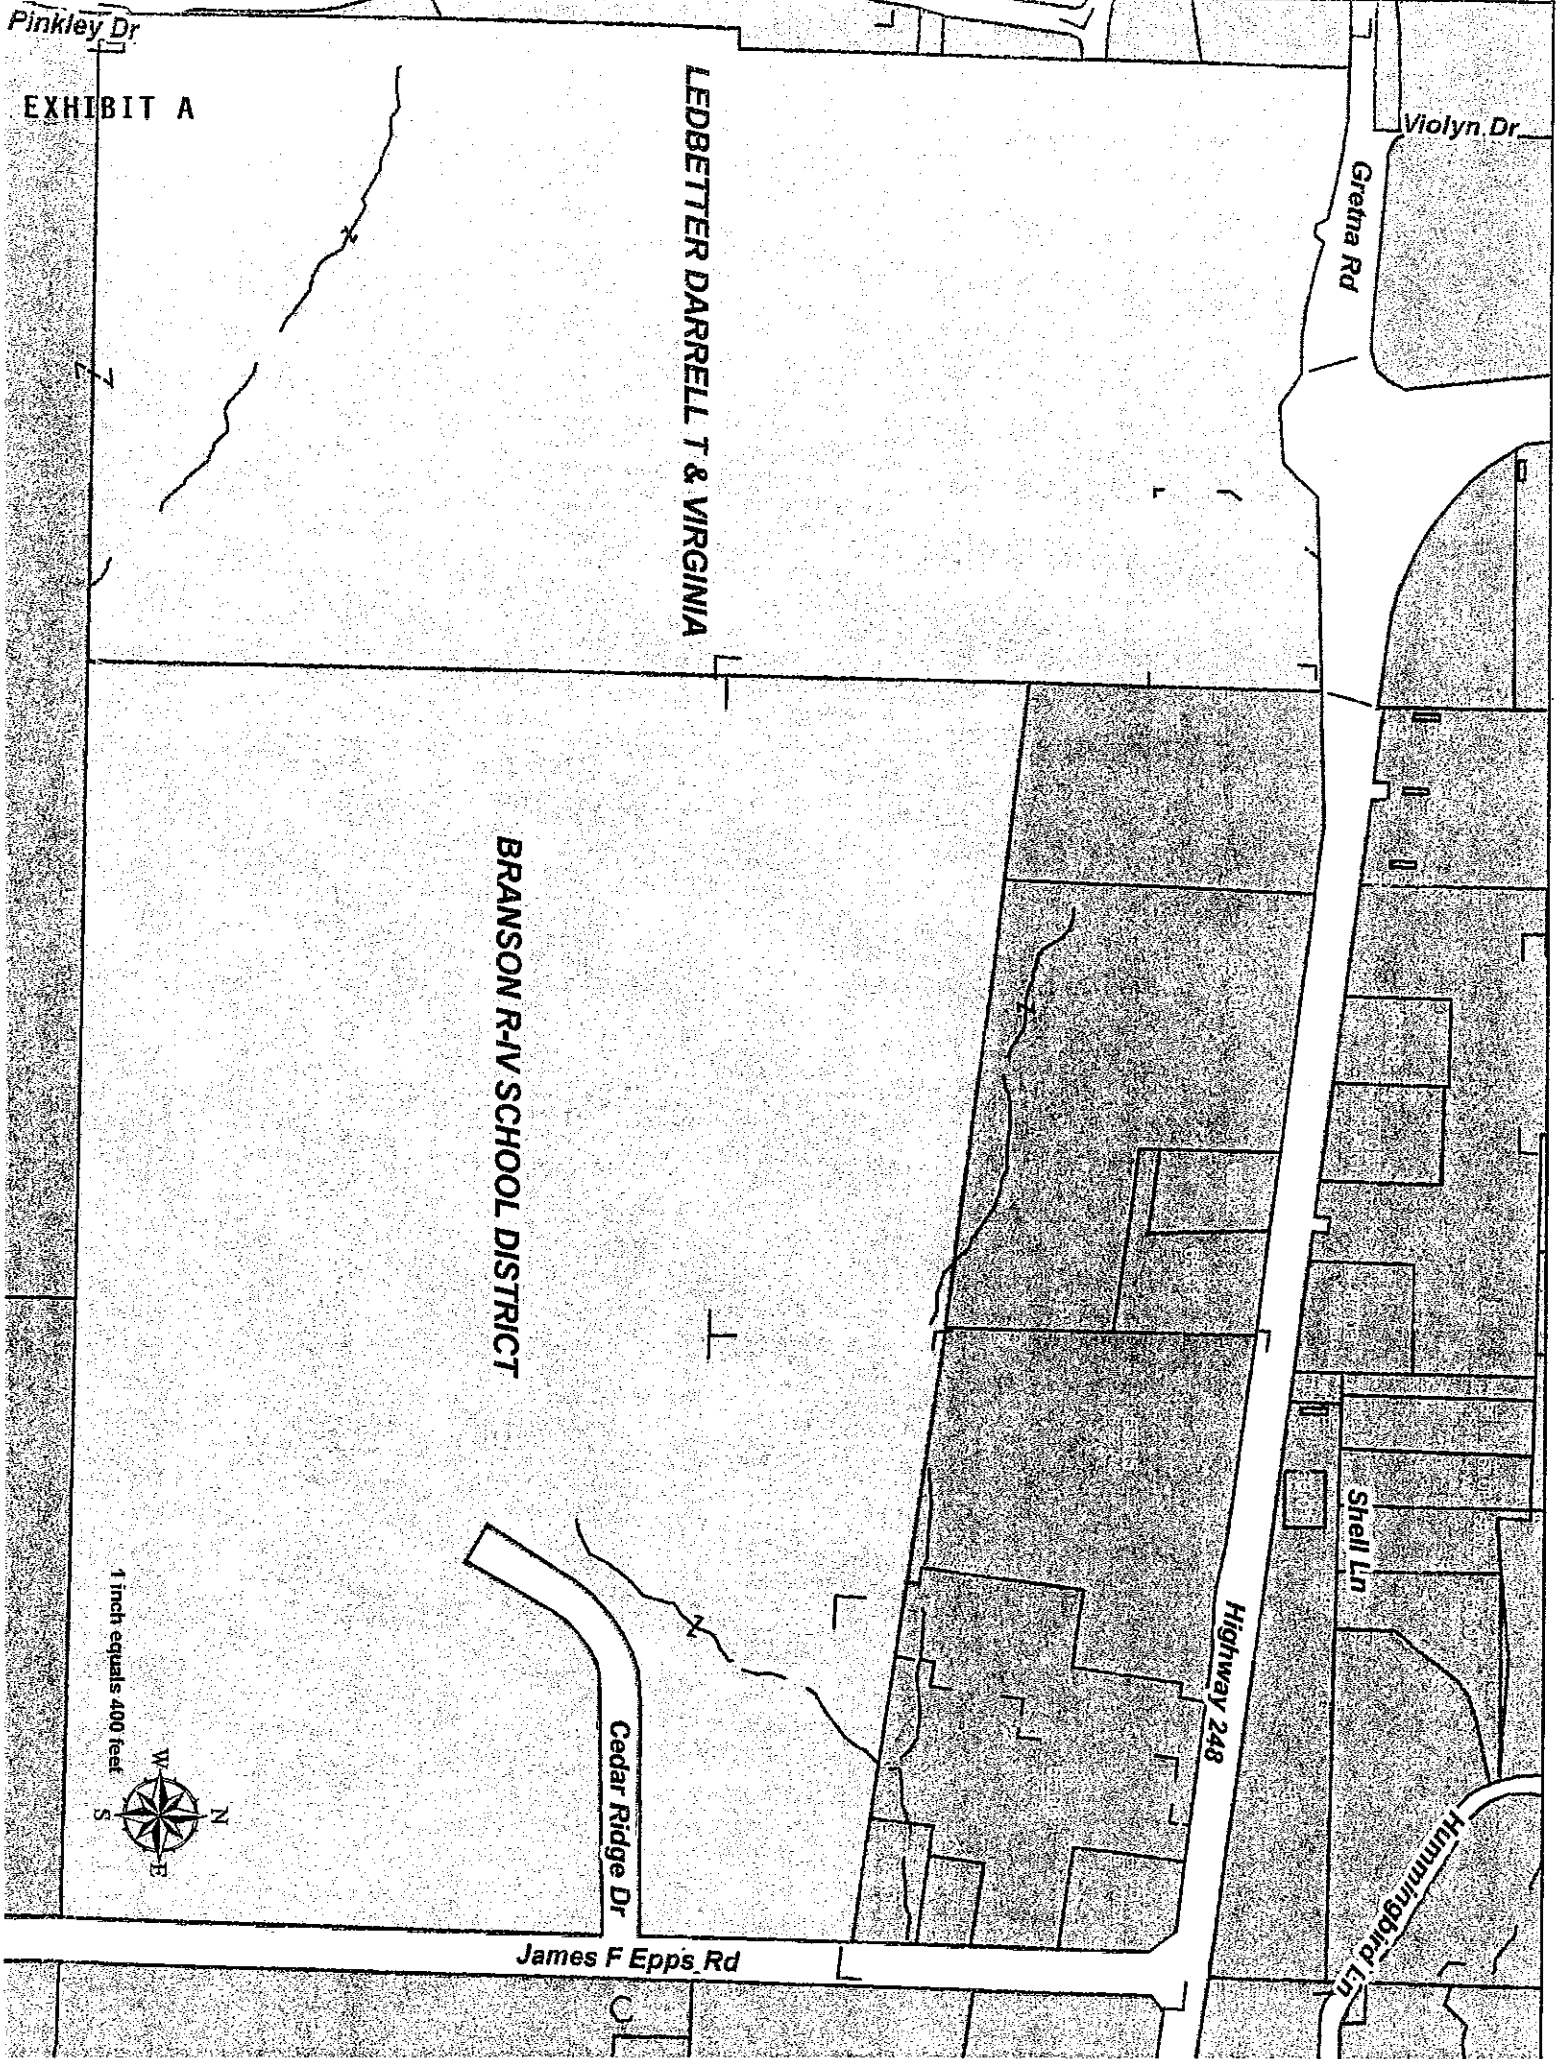 Pinkley Dr
EXHIBIT A
LEDBETTER DARRELL T & VIRGINIA
Violyn Dr
Gretna Rd
BRANSON R-IV SCHOOL DISTRICT
Shell Ln
Highway 248
Hummingbird Ln
Cedar Ridge Dr
James F Epps Rd
1 inch equals 400 feet
N
W
E
S